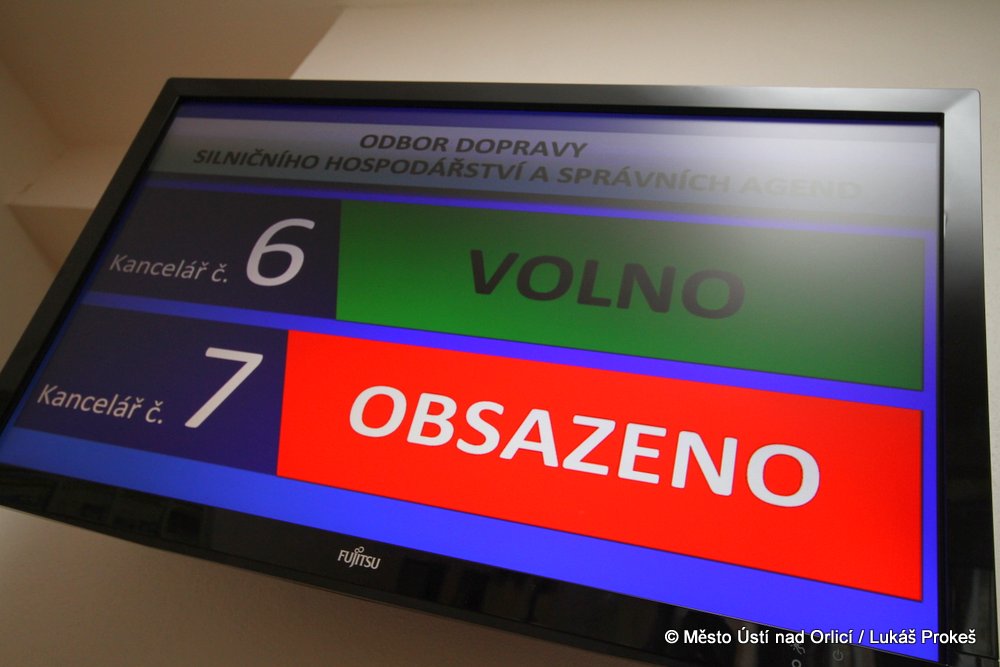 ODBOR DOPRAVY
SILNIČNÍHO HOSPODÁŘSTVÍ A SPRÁVNÍCH AGEND
Kancelář č. 6 VOLNO
Kancelář č. 7 OBSAZENO
FUJITSU
© Město Ústí nad Orlicí / Lukáš Prokeš